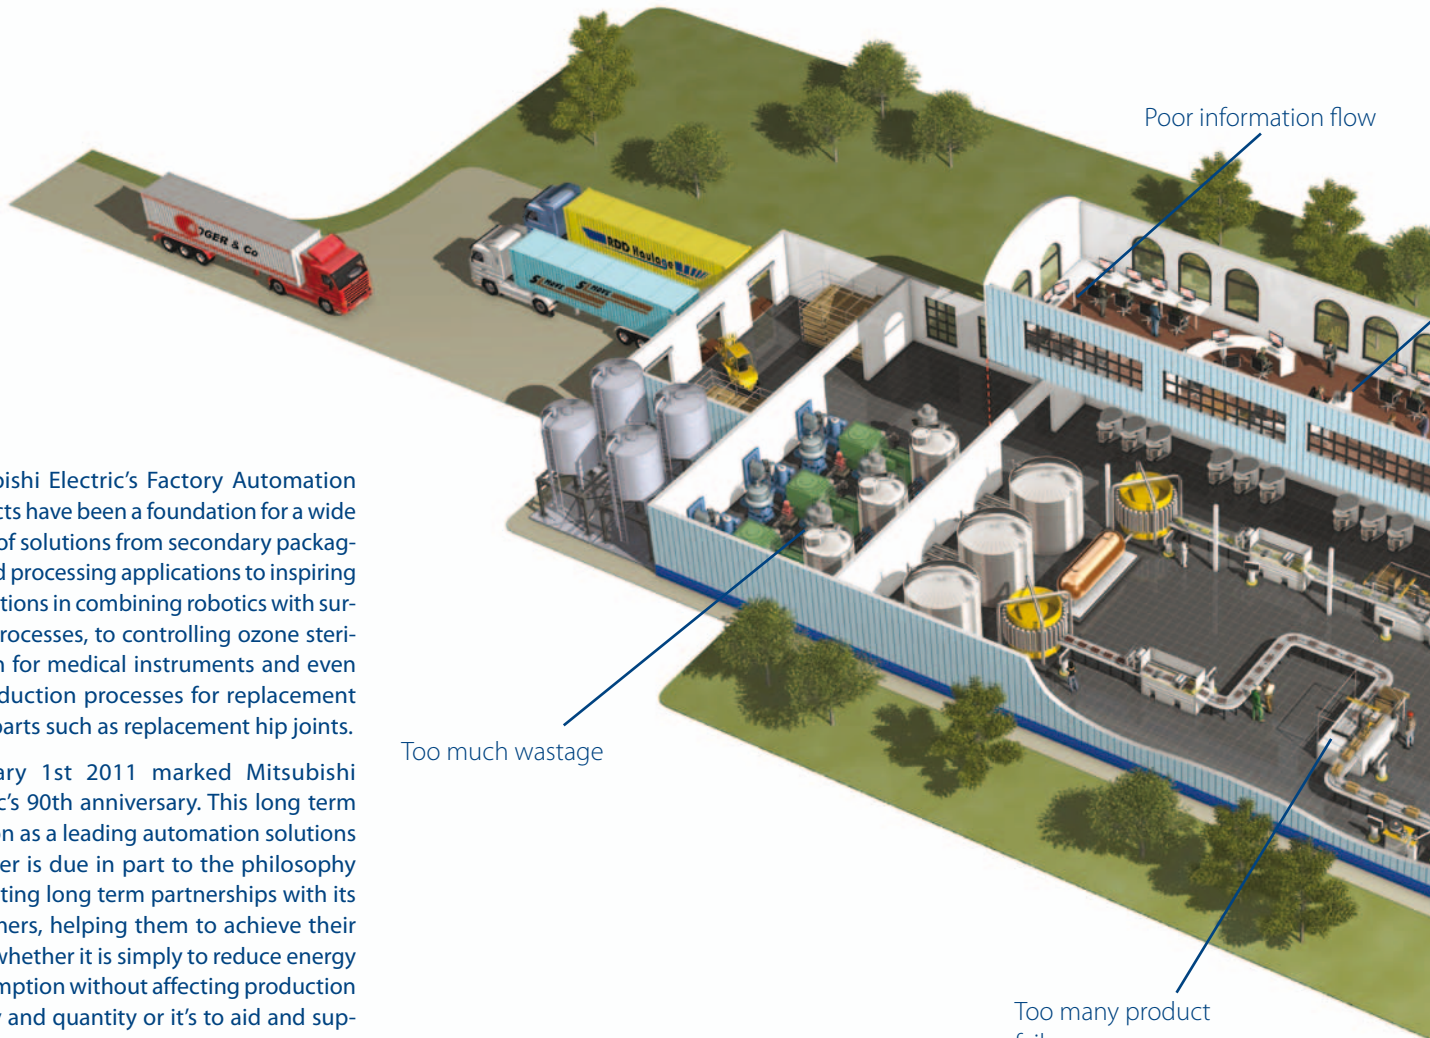 Poor information flow
OGER & Co
RDD Haulage
bishi Electric’s Factory Automation
cts have been a foundation for a wide
of solutions from secondary packag-
d processing applications to inspiring
tions in combining robotics with sur-
rocesses, to controlling ozone steri-
n for medical instruments and even
duction processes for replacement
parts such as replacement hip joints.
Too much wastage
ary 1st 2011 marked Mitsubishi
c’s 90th anniversary. This long term
on as a leading automation solutions
er is due in part to the philosophy
ting long term partnerships with its
ners, helping them to achieve their
whether it is simply to reduce energy
mption without affecting production
y and quantity or it’s to aid and sup-
Too many product